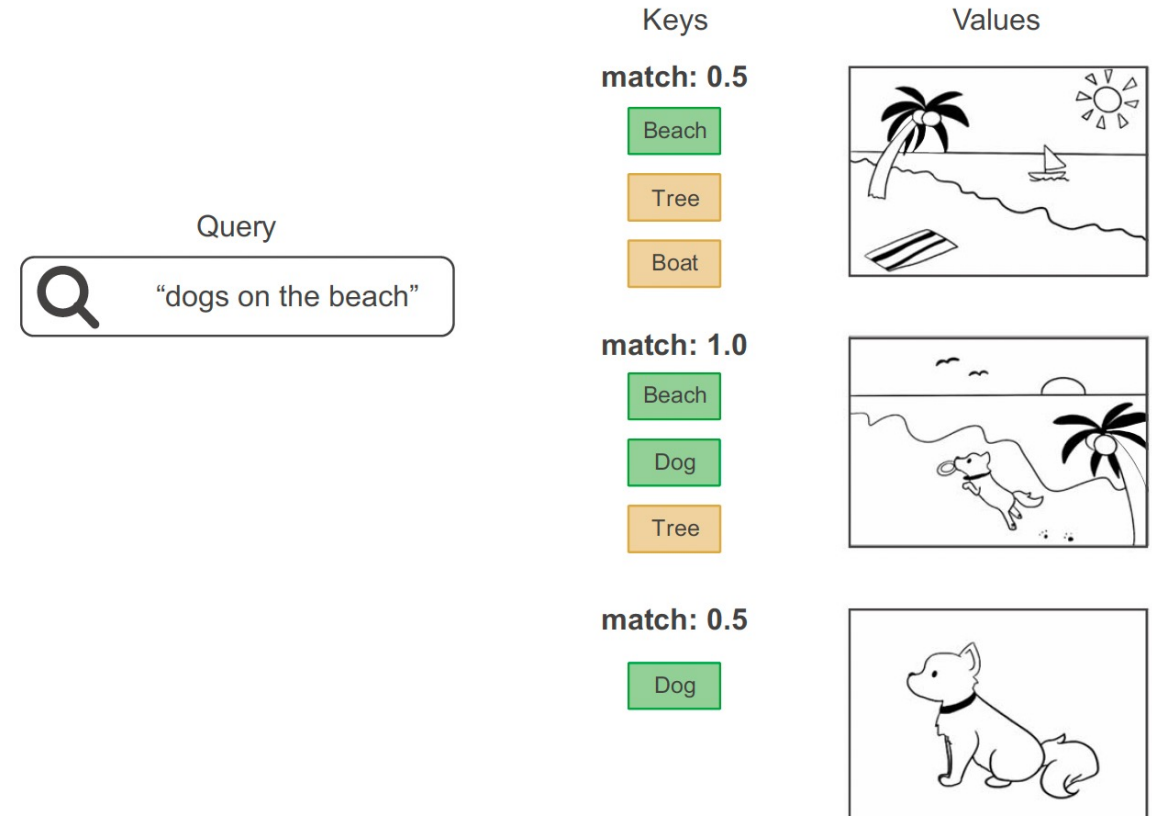 Keys
Values
match: 0.5
Beach
Tree
Boat
Query
“dogs on the beach”
match: 1.0
Beach
Dog
Tree
match: 0.5
Dog